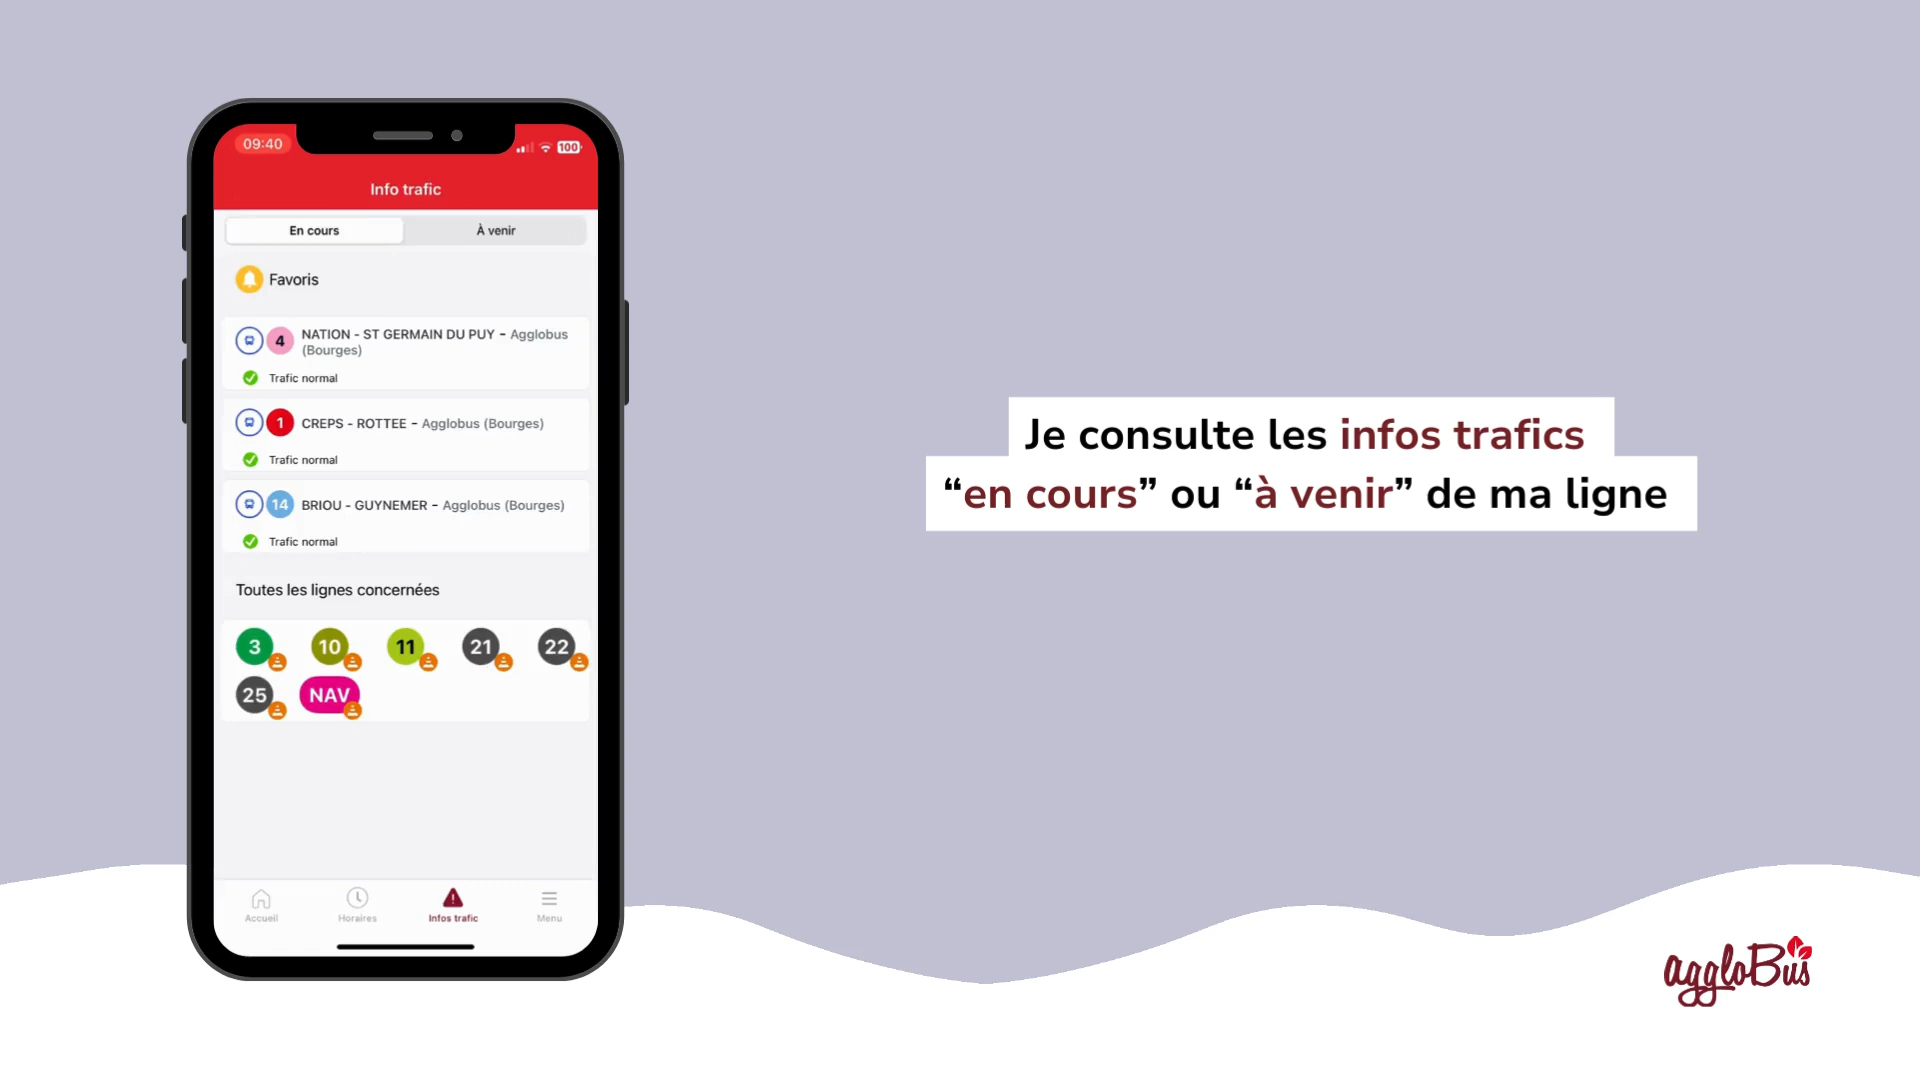 09:40
100
Info trafic
En cours
À venir
Favoris
4 NATION - ST GERMAIN DU PUY - Agglobus
(Bourges)
Trafic normal
1 CREPS - ROTTEE - Agglobus (Bourges)
Trafic normal
14 BRIOU - GUYNEMER - Agglobus (Bourges)
Trafic normal
Toutes les lignes concernées
3 10 11 21 22
25 NAV
Accueil
Horaires
Infos trafic
Menu
Je consulte les infos trafics
“en cours” ou “à venir” de ma ligne
aggloBus